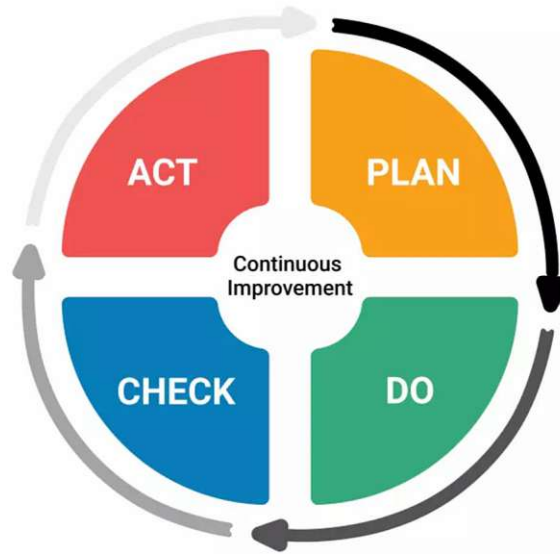 ACT
PLAN
Continuous
Improvement
CHECK
DO